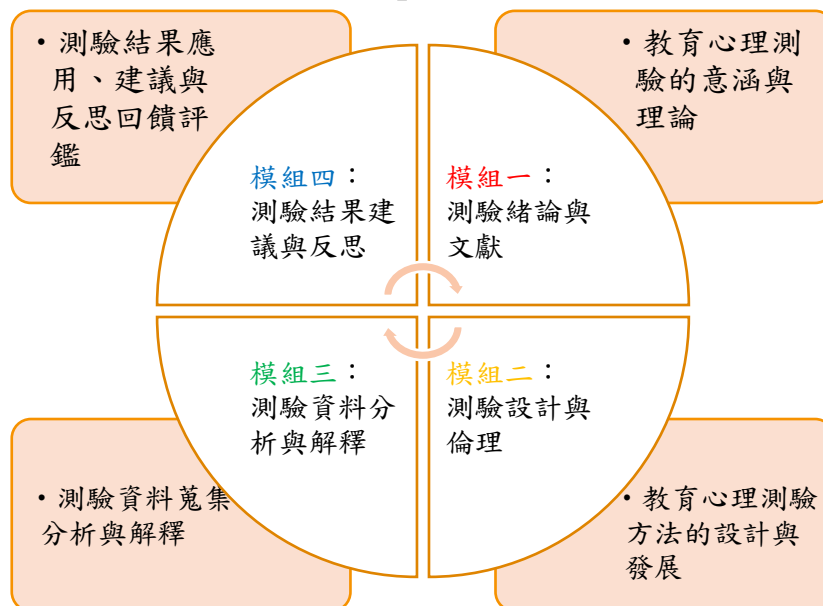 • 測驗結果應
用、建議與
反思回饋評
鑑
• 教育心理測
驗的意涵與
理論
模組四：
測驗結果建
議與反思
模組一：
測驗緒論與
文獻
模組三：
測驗資料分
析與解釋
模組二：
測驗設計與
倫理
• 測驗資料蒐集
分析與解釋
• 教育心理測驗
方法的設計與
發展